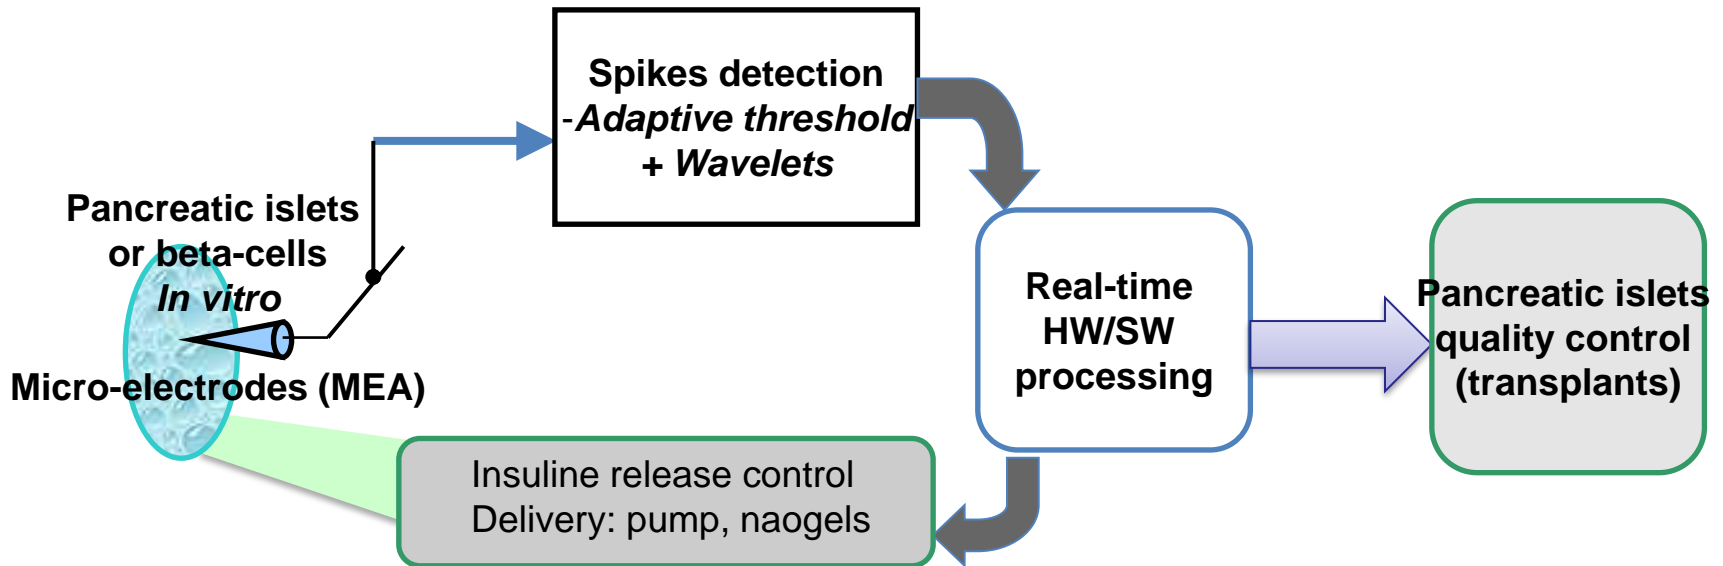 Spikes detection
-Adaptive threshold
+ Wavelets
Pancreatic islets
or beta-cells
In vitro
Micro-electrodes (MEA)
Real-time
HW/SW
processing
Pancreatic islets
quality control
(transplants)
Insuline release control
Delivery: pump, naogels